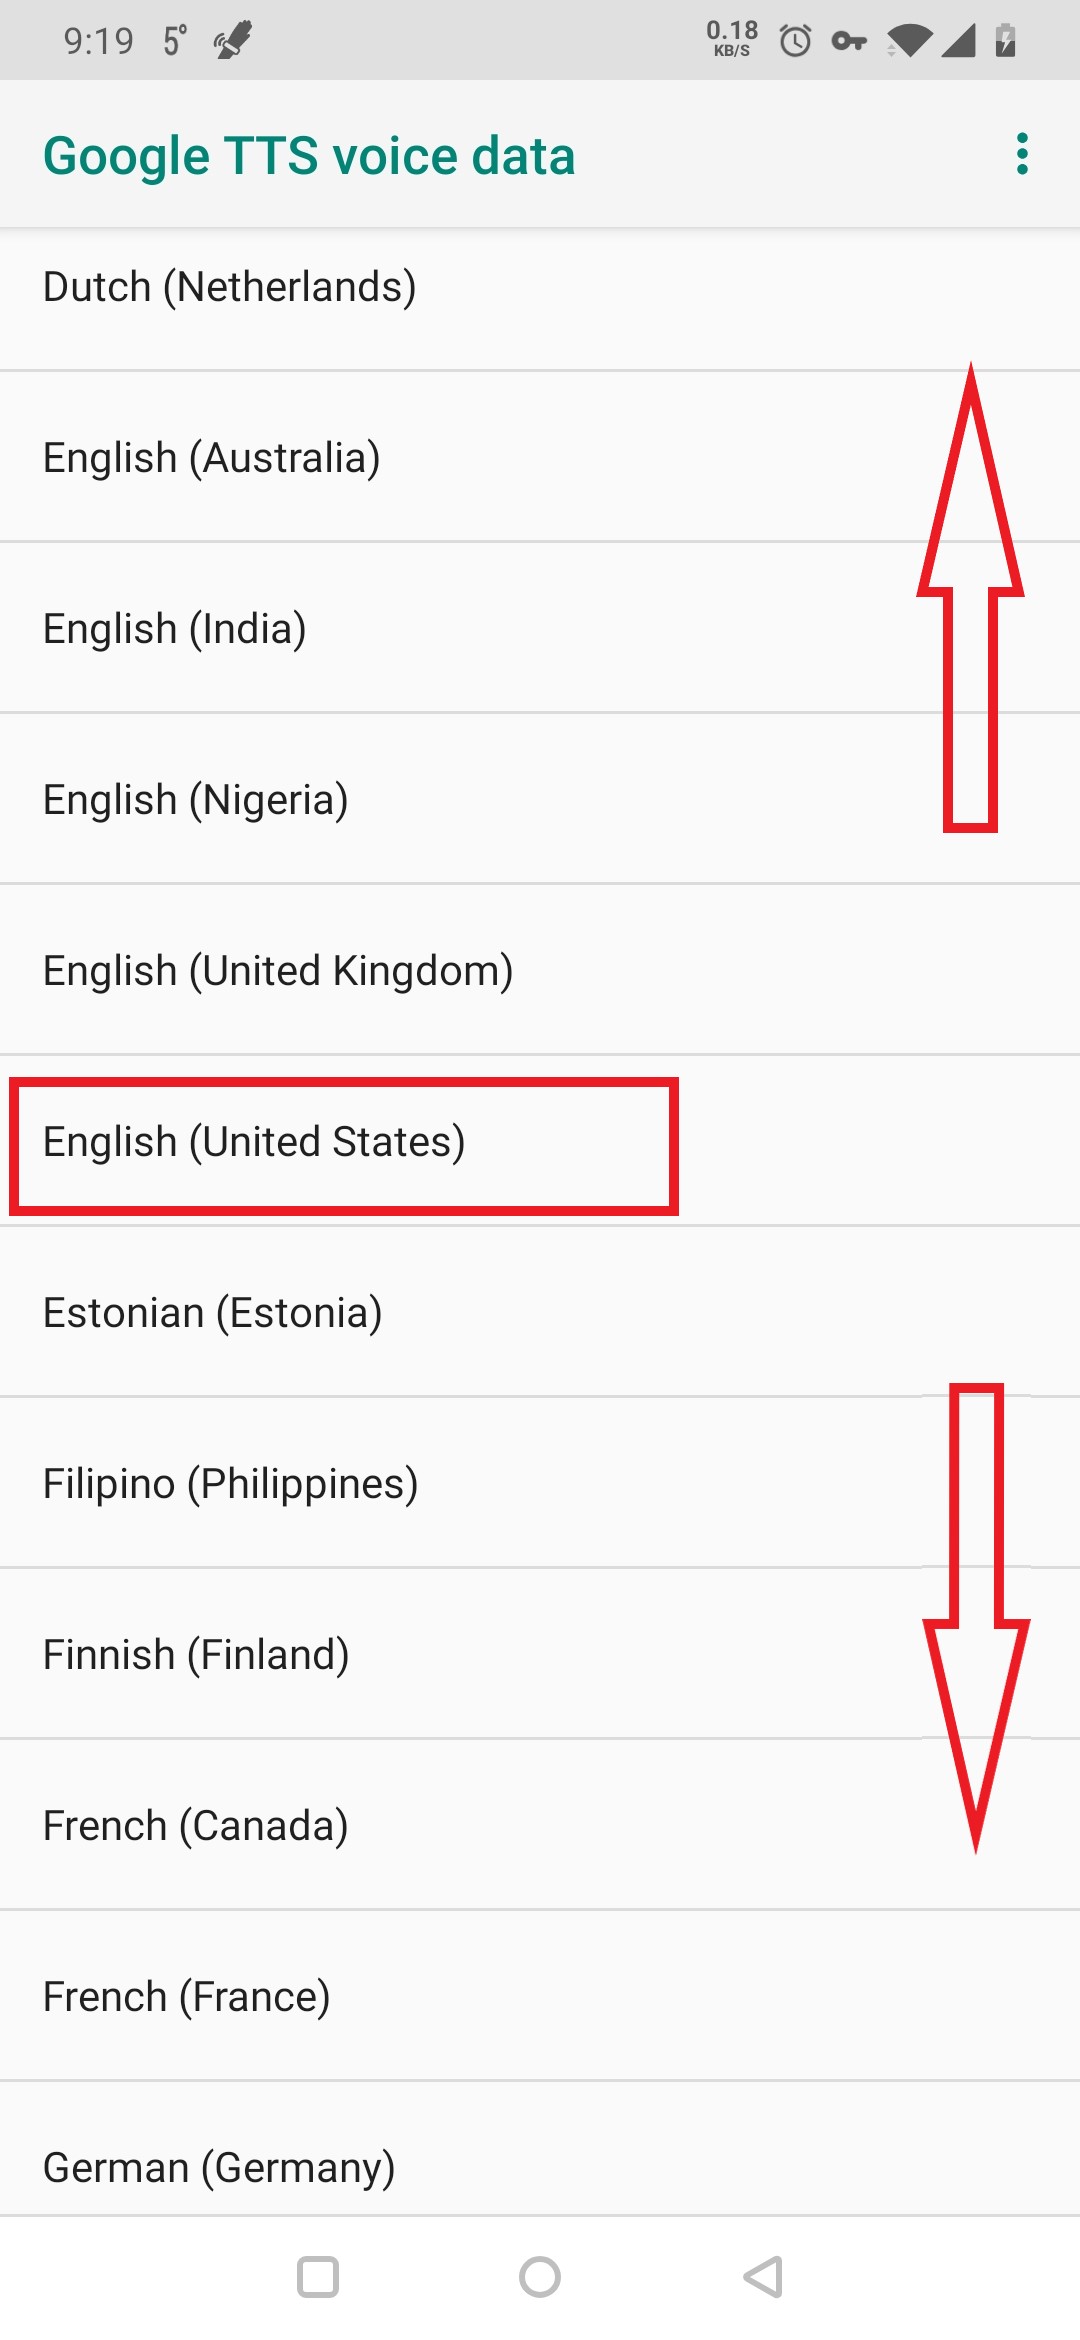 9:19 5° 0.18 KB/S
Google TTS voice data
Dutch (Netherlands)
English (Australia)
English (India)
English (Nigeria)
English (United Kingdom)
English (United States)
Estonian (Estonia)
Filipino (Philippines)
Finnish (Finland)
French (Canada)
French (France)
German (Germany)